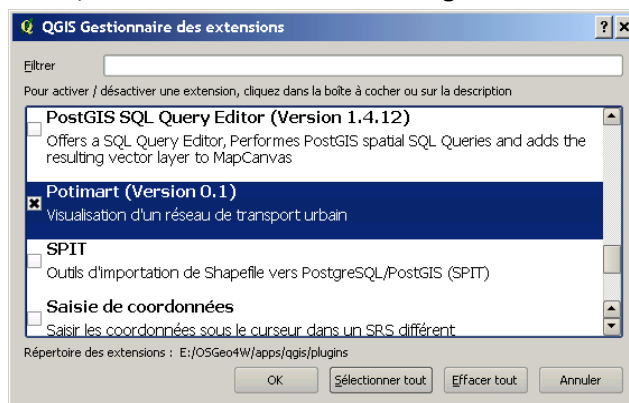 QGIS Gestionnaire des extensions
Filtrer
Pour activer / désactiver une extension, cliquez dans la boîte à cocher ou sur la description
PostGIS SQL Query Editor (Version 1.4.12)
Offers a SQL Query Editor, Performes PostGIS spatial SQL Queries and adds the
resulting vector layer to MapCanvas
Potimart (Version 0.1)
Visualisation d'un réseau de transport urbain
SPIT
Outils d'importation de Shapefile vers PostgreSQL/PostGIS (SPIT)
Saisie de coordonnées
Saisir les coordonnées sous le curseur dans un SRS différent
Répertoire des extensions : E:/OSGeo4W/apps/qgis/plugins
OK Sélectionner tout Effacer tout Annuler